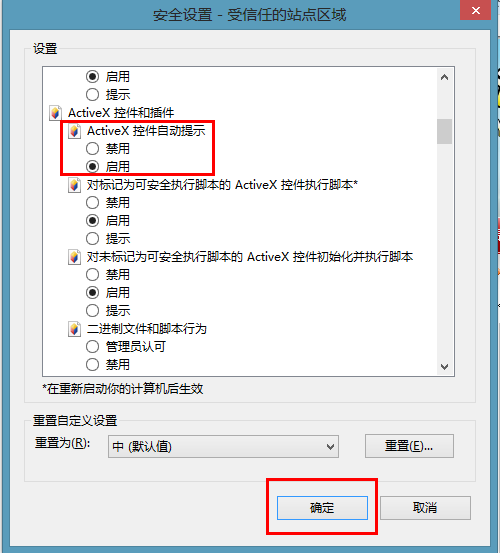 安全设置 - 受信任的站点区域
设置
启用
提示
ActiveX 控件和插件
ActiveX 控件自动提示
禁用
启用
对标记为可安全执行脚本的 ActiveX 控件执行脚本*
禁用
启用
提示
对未标记为可安全执行脚本的 ActiveX 控件初始化并执行脚本
禁用
启用
提示
二进制文件和脚本行为
管理员认可
禁用
*在重新启动你的计算机后生效
重置自定义设置
重置为(R): 中 (默认值) 重置(E)...
确定 取消